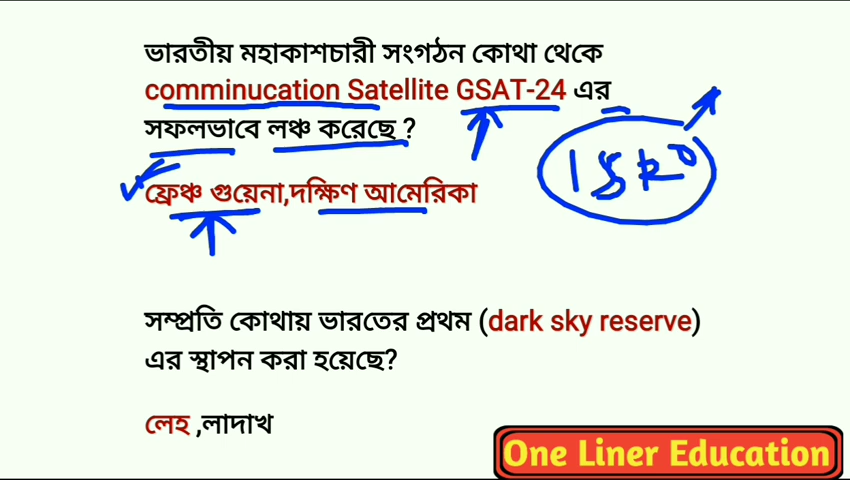 ভারতীয় মহাকাশচারী সংগঠন কোথা থেকে
comminucation Satellite GSAT-24 এর
সফলভাবে লঞ্চ করেছে ?
ISRO
ফ্রেঞ্চ গুয়েনা,দক্ষিণ আমেরিকা
সম্প্রতি কোথায় ভারতের প্রথম (dark sky reserve)
এর স্থাপন করা হয়েছে?
লেহ ,লাদাখ
One Liner Education